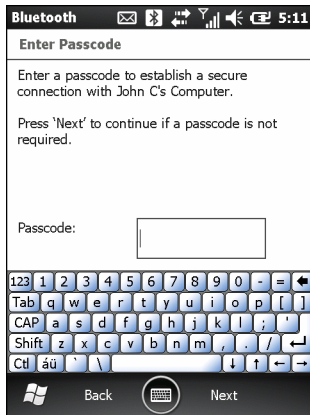 Bluetooth 5:11
Enter Passcode
Enter a passcode to establish a secure
connection with John C's Computer.
Press 'Next' to continue if a passcode is not
required.
Passcode:
123 1 2 3 4 5 6 7 8 9 0 - =
Tab q w e r t y u i o p [ ]
CAP a s d f g h j k l ; '
Shift z x c v b n m , . /
Ctl áü ` \
Back Next